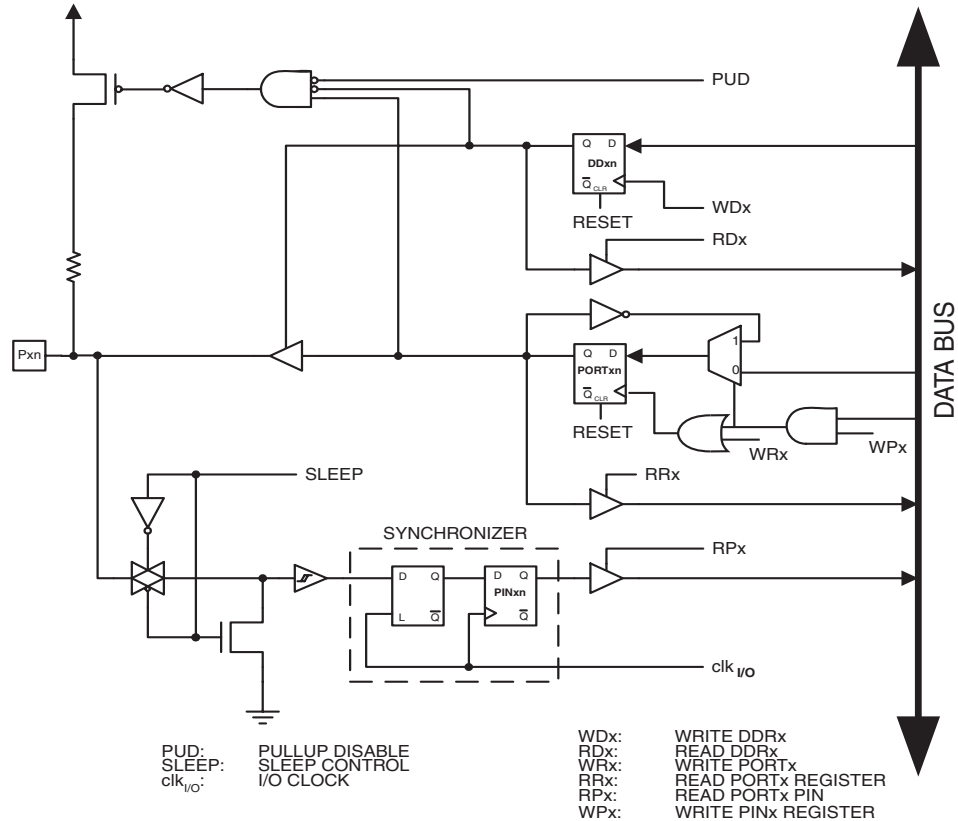 PUD
Q D
DDxn
Q CLR
WDx
RESET
RDx
Pxn
1
Q D
PORTxn
0
Q CLR
RESET
WRx
WPx
DATA BUS
SLEEP
RRx
SYNCHRONIZER
RPx
D Q
D Q
PINxn
L Q
Q
clk I/O
PUD: PULLUP DISABLE
SLEEP: SLEEP CONTROL
clkI/O: I/O CLOCK
WDx: WRITE DDRx
RDx: READ DDRx
WRx: WRITE PORTx
RRx: READ PORTx REGISTER
RPx: READ PORTx PIN
WPx: WRITE PINx REGISTER